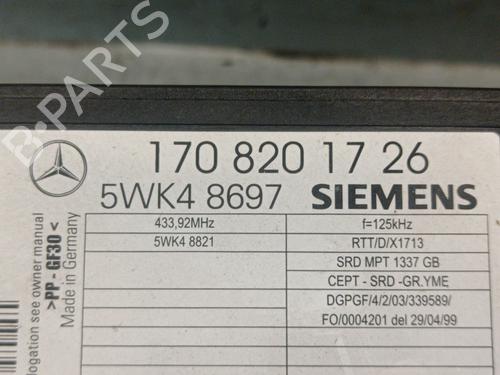 B-PARTS
170 820 17 26
5WK4 8697 SIEMENS
433,92MHz f=125kHz
5WK4 8821 RTT/D/X1713
SRD MPT 1337 GB
CEPT - SRD -GR.YME
DGPGF/4/2/03/339589/
FO/0004201 del 29/04/99
Made in Germany
>PP - GF30<
see owner manual